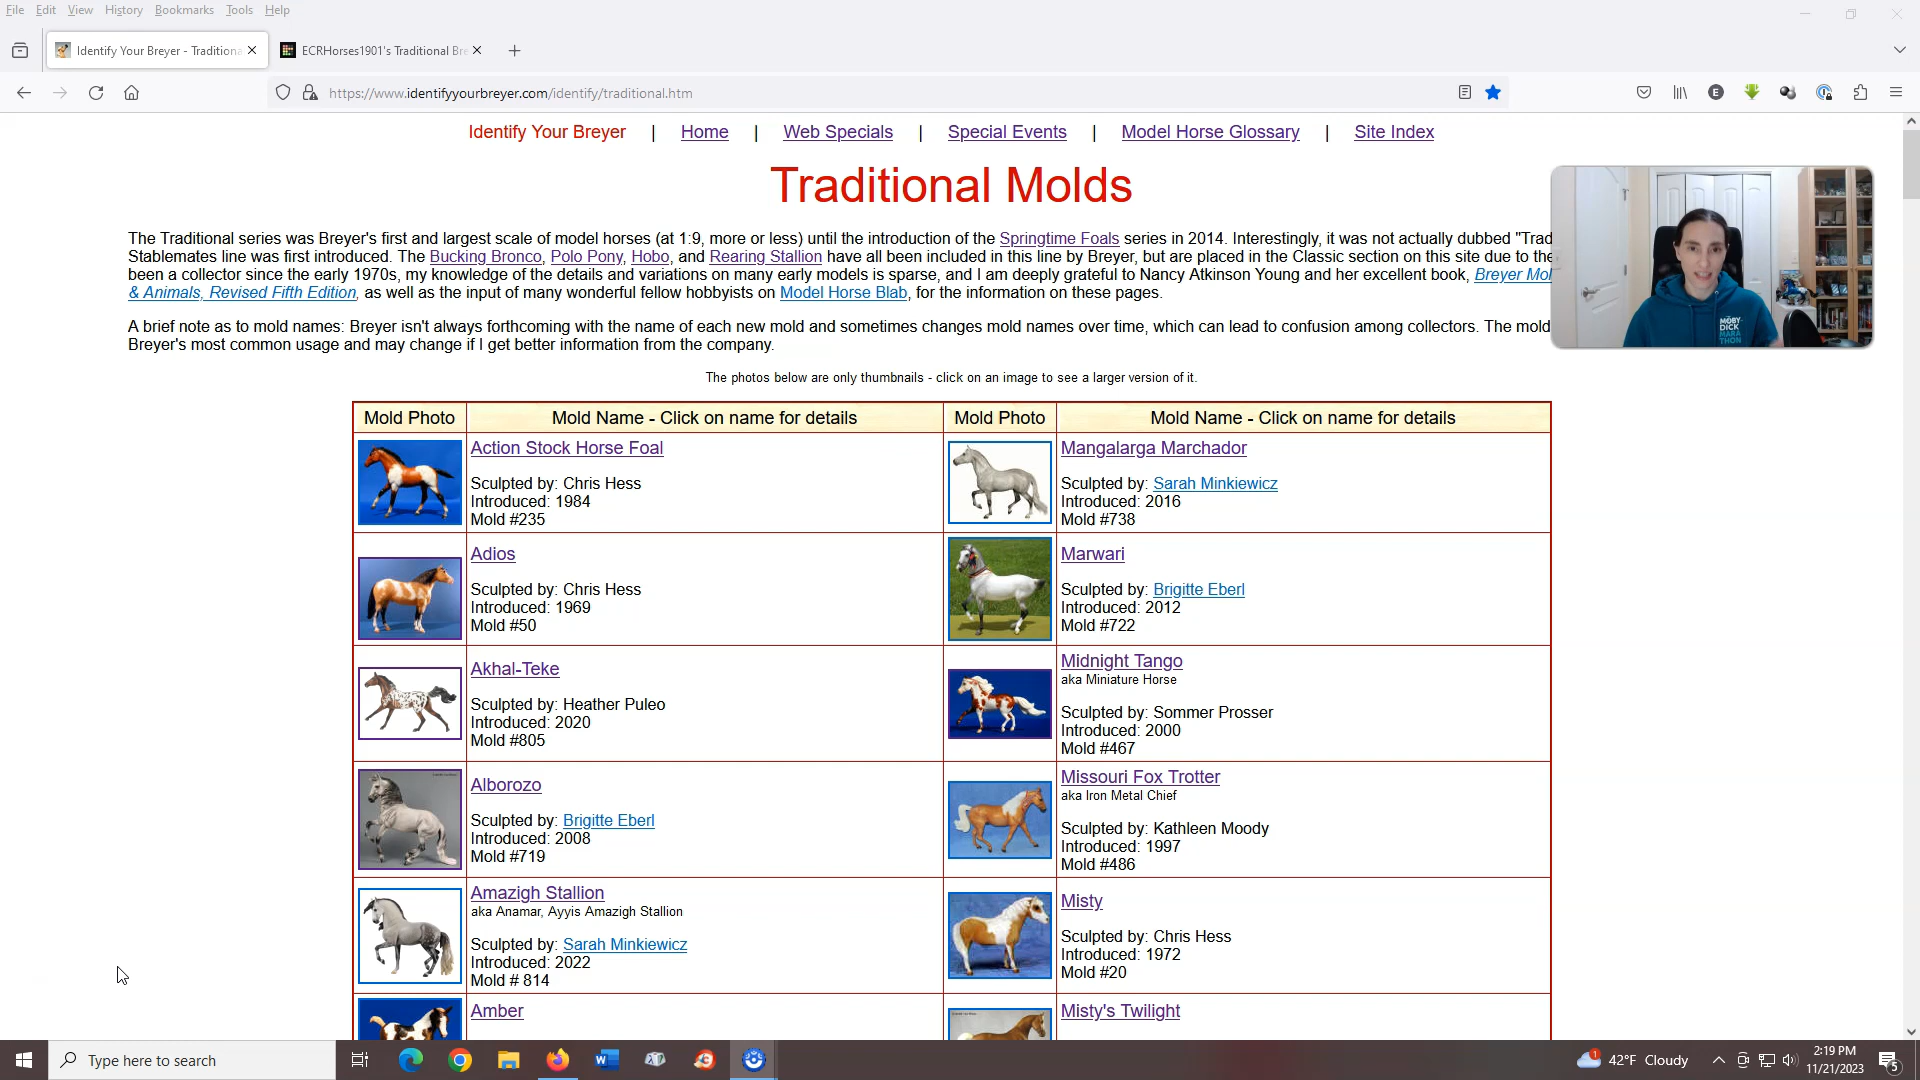 File Edit View History Bookmarks Tools Help
Identify Your Breyer - Traditiona
ECRHorses1901's Traditional Bre
https://www.identifyyourbreyer.com/identify/traditional.htm
Identify Your Breyer | Home | Web Specials | Special Events | Model Horse Glossary | Site Index
Traditional Molds
The Traditional series was Breyer's first and largest scale of model horses (at 1:9, more or less) until the introduction of the Springtime Foals series in 2014. Interestingly, it was not actually dubbed "Trad
Stablemates line was first introduced. The Bucking Bronco, Polo Pony, Hobo, and Rearing Stallion have all been included in this line by Breyer, but are placed in the Classic section on this site due to the
been a collector since the early 1970s, my knowledge of the details and variations on many early models is sparse, and I am deeply grateful to Nancy Atkinson Young and her excellent book, Breyer Mol
& Animals, Revised Fifth Edition, as well as the input of many wonderful fellow hobbyists on Model Horse Blab, for the information on these pages.
A brief note as to mold names: Breyer isn't always forthcoming with the name of each new mold and sometimes changes mold names over time, which can lead to confusion among collectors. The mold
Breyer's most common usage and may change if I get better information from the company.
MOBY-
DICK
MARA
THON
The photos below are only thumbnails - click on an image to see a larger version of it.
Mold Photo Mold Name - Click on name for details Mold Photo Mold Name - Click on name for details
Action Stock Horse Foal
Sculpted by: Chris Hess
Introduced: 1984
Mold #235
Mangalarga Marchador
Sculpted by: Sarah Minkiewicz
Introduced: 2016
Mold #738
Adios
Sculpted by: Chris Hess
Introduced: 1969
Mold #50
Marwari
Sculpted by: Brigitte Eberl
Introduced: 2012
Mold #722
Akhal-Teke
Sculpted by: Heather Puleo
Introduced: 2020
Mold #805
Midnight Tango
aka Miniature Horse
Sculpted by: Sommer Prosser
Introduced: 2000
Mold #467
Alborozo
Sculpted by: Brigitte Eberl
Introduced: 2008
Mold #719
Missouri Fox Trotter
aka Iron Metal Chief
Sculpted by: Kathleen Moody
Introduced: 1997
Mold #486
Amazigh Stallion
aka Anamar, Ayyis Amazigh Stallion
Sculpted by: Sarah Minkiewicz
Introduced: 2022
Mold # 814
Misty
Sculpted by: Chris Hess
Introduced: 1972
Mold #20
Amber
Misty's Twilight
Type here to search
42°F Cloudy
2:19 PM
11/21/2023
5